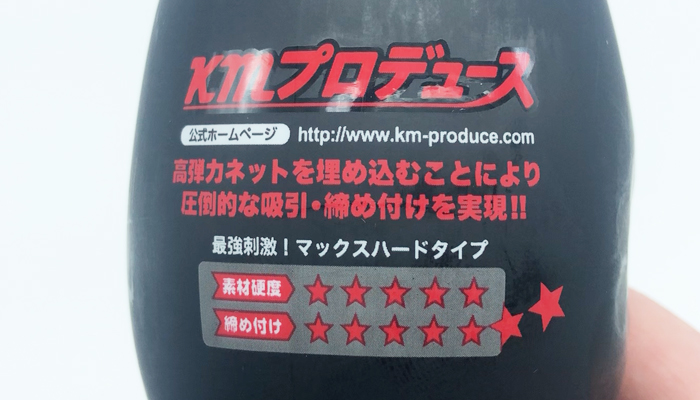 KMプロデュース
公式ホームページ http://www.km-produce.com
高弾力ネットを埋め込むことにより
圧倒的な吸引・締め付けを実現!!
最強刺激!マックスハードタイプ
素材硬度 ★★★★★
締め付け ★★★★★★★